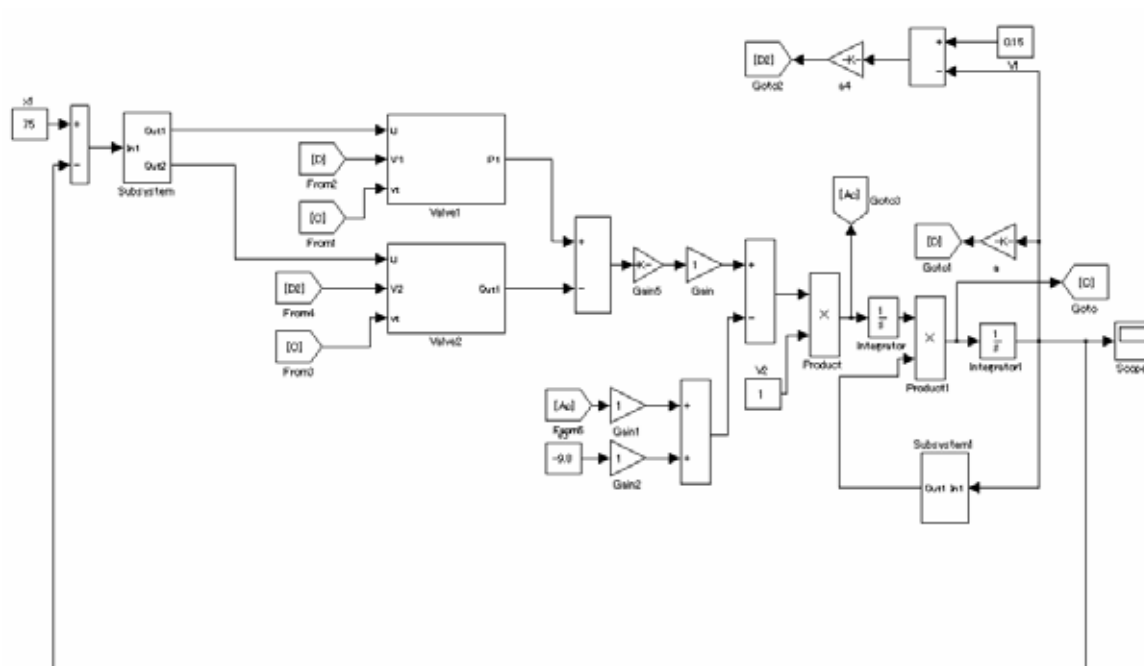 [D2]
Goto2
-K-
a4
+
-
0.15
V1
75
+
-
In1
Out1
Out2
Subsystem
[D]
From2
[C]
From1
U
V1
vt
P1
Valve1
[D2]
From4
[C]
From3
U
V2
vt
Out1
Valve2
+
-
-K-
Gain5
1
Gain
+
-
[Ac]
Goto3
×
Product
V2
1
1
s
Integrator
×
Product1
1
s
Integrator1
[D]
Goto1
-K-
a
[C]
Goto
Scope
[Ac]
From5
1
Gain1
-9.8
1
Gain2
+
+
Subsystem1
Out1 In1